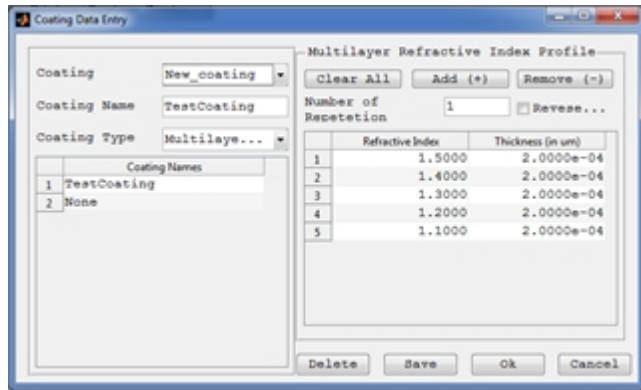 Coating Data Entry
Coating
New_coating
Coating Name
TestCoating
Coating Type
Multilaye...
Coating Names
1 TestCoating
2 None
Multilayer Refractive Index Profile
Clear All
Add (+)
Remove (-)
Number of
Repetetion
1
Revese...
Refractive Index Thickness (in um)
1 1.5000 2.0000e-04
2 1.4000 2.0000e-04
3 1.3000 2.0000e-04
4 1.2000 2.0000e-04
5 1.1000 2.0000e-04
Delete
Save
Ok
Cancel